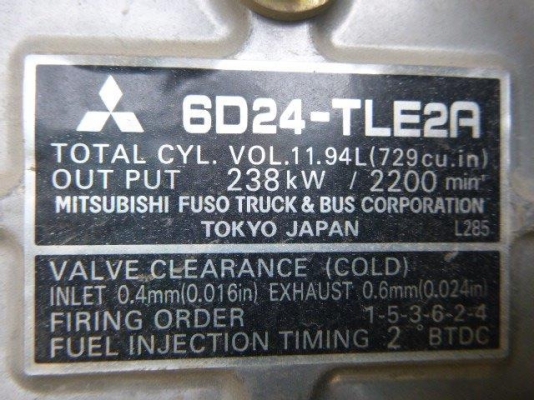 6D24-TLE2A
TOTAL CYL. VOL.11.94L(729cu.in)
OUT PUT 238kW / 2200 min⁻¹
MITSUBISHI FUSO TRUCK & BUS CORPORATION
TOKYO JAPAN L285
VALVE CLEARANCE (COLD)
INLET 0.4mm(0.016in) EXHAUST 0.6mm(0.024in)
FIRING ORDER 1-5-3-6-2-4
FUEL INJECTION TIMING 2° BTDC